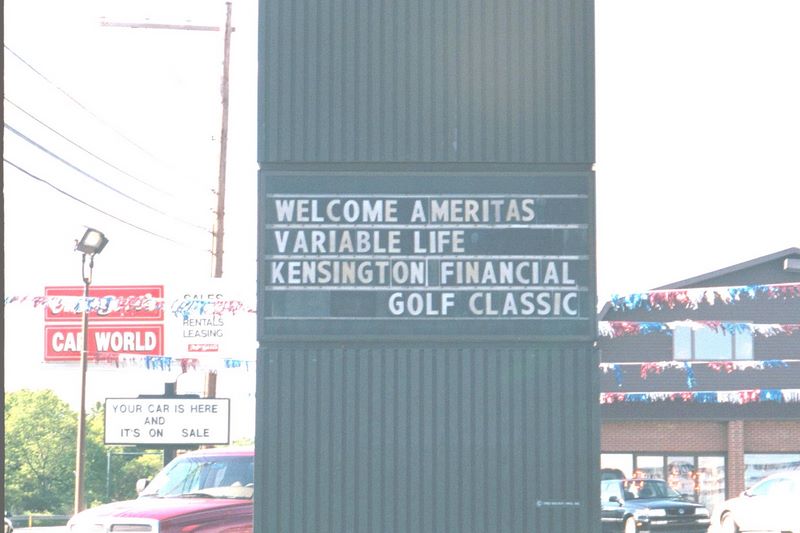 WELCOME AMERITAS
VARIABLE LIFE
KENSINGTON FINANCIAL
GOLF CLASSIC
CAR WORLD
SALES
RENTALS
LEASING
YOUR CAR IS HERE
AND
IT'S ON SALE